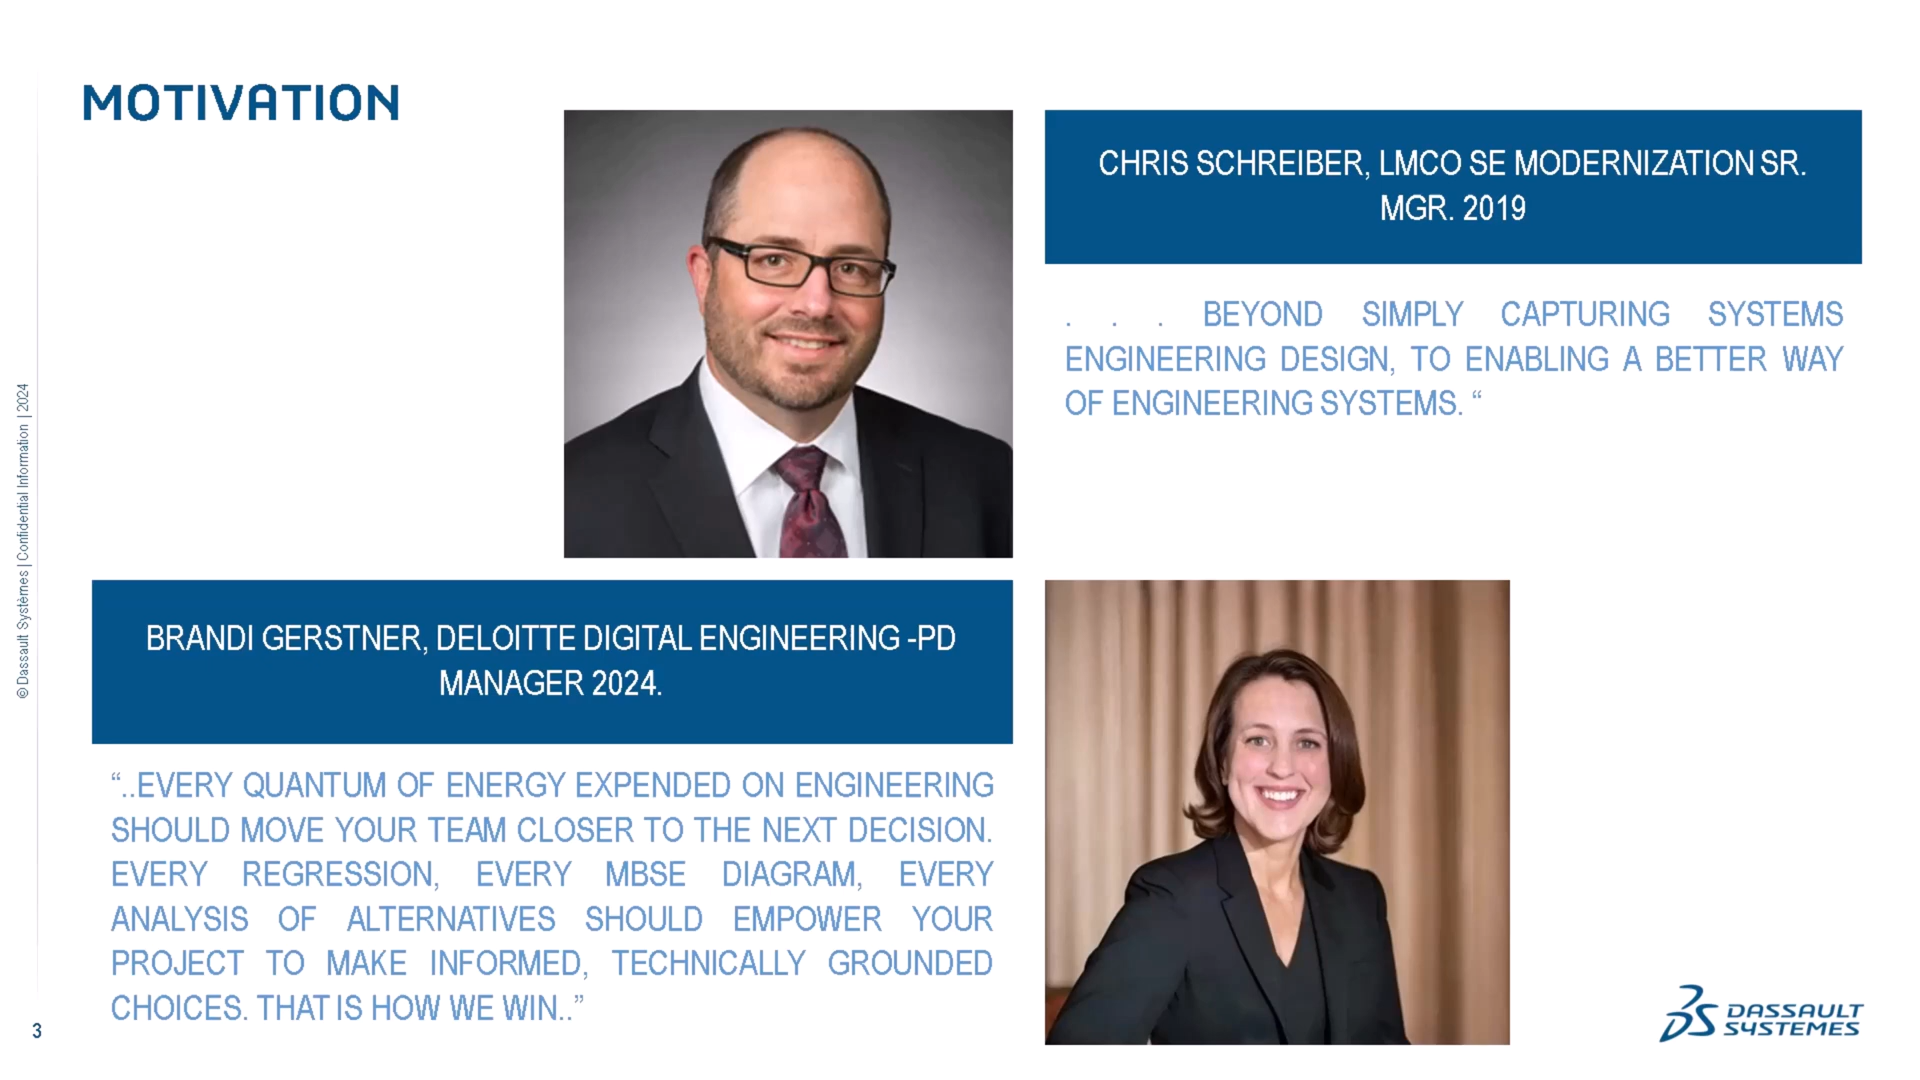 MOTIVATION
CHRIS SCHREIBER, LMCO SE MODERNIZATION SR.
MGR. 2019
. . . BEYOND SIMPLY CAPTURING SYSTEMS
ENGINEERING DESIGN, TO ENABLING A BETTER WAY
OF ENGINEERING SYSTEMS. “
BRANDI GERSTNER, DELOITTE DIGITAL ENGINEERING -PD
MANAGER 2024.
“..EVERY QUANTUM OF ENERGY EXPENDED ON ENGINEERING
SHOULD MOVE YOUR TEAM CLOSER TO THE NEXT DECISION.
EVERY REGRESSION, EVERY MBSE DIAGRAM, EVERY
ANALYSIS OF ALTERNATIVES SHOULD EMPOWER YOUR
PROJECT TO MAKE INFORMED, TECHNICALLY GROUNDED
CHOICES. THAT IS HOW WE WIN..”
© Dassault Systèmes | Confidential Information | 2024
3
DASSAULT
SYSTEMES